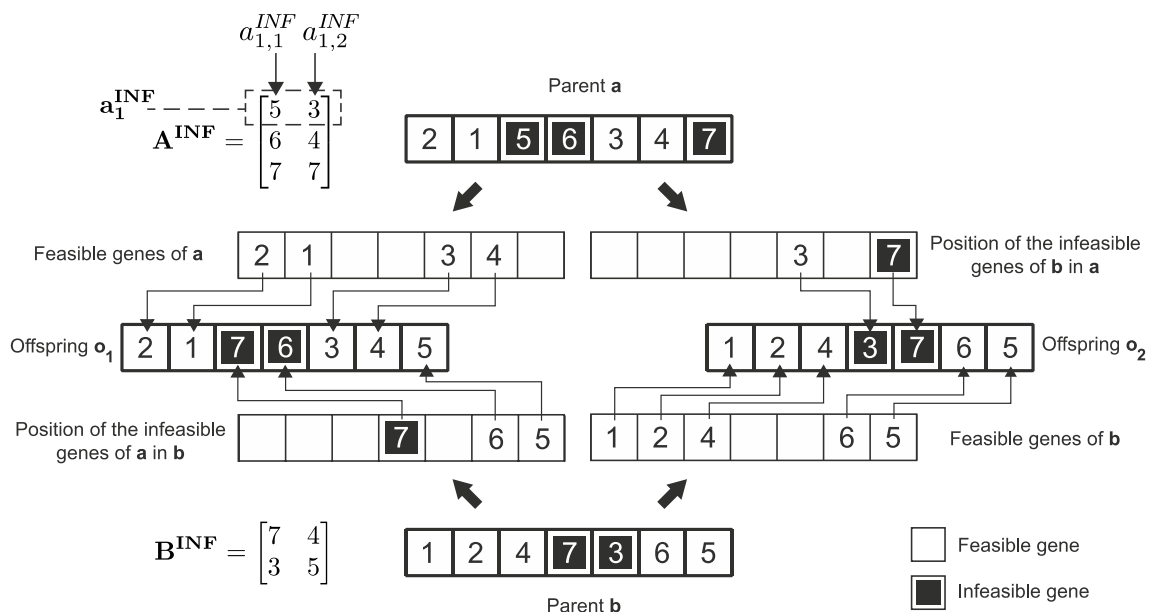 a_{1,1}^{INF} a_{1,2}^{INF}
Parent a
a_1^{INF}
A^{INF} = [5 3
6 4
7 7]
2 1 5 6 3 4 7
Feasible genes of a
2 1 3 4
3 7
Position of the infeasible
genes of b in a
Offspring o_1
2 1 7 6 3 4 5
1 2 4 3 7 6 5
Offspring o_2
Position of the infeasible
genes of a in b
7 6 5
1 2 4 6 5
Feasible genes of b
B^{INF} = [7 4
3 5]
1 2 4 7 3 6 5
Parent b
Feasible gene
Infeasible gene